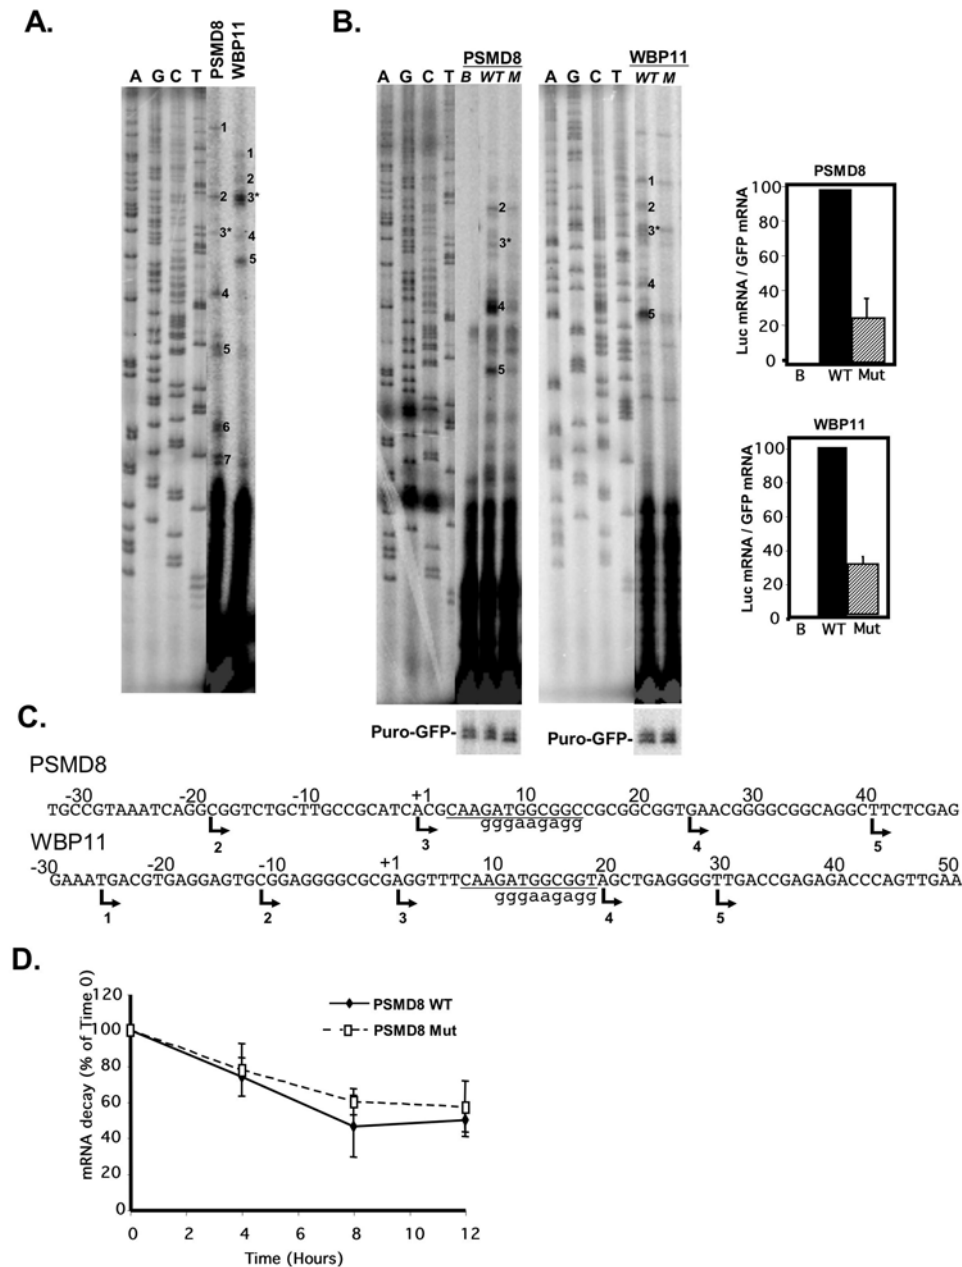 A.
PSMD8
WBP11
A G C T
1
2
3*
4
5
6
7
1
2
3*
4
5
B.
PSMD8
A G C T B WT M
2
3*
4
5
WBP11
A G C T WT M
1
2
3*
4
5
Puro-GFP-
Puro-GFP-
PSMD8
Luc mRNA / GFP mRNA
100
80
60
40
20
0
B WT Mut
WBP11
Luc mRNA / GFP mRNA
100
80
60
40
20
0
B WT Mut
C.
PSMD8
-30 -20 -10 +1 10 20 30 40
TGCCGTAAATCAGGCGGTCTGCTTGCCGCATCACGCAAGATGGCGGCCGCGGCGGTGAACGGGGCGGCAGGCTTCTCGAG
gggaagagg
2 3 4 5
WBP11
-30 -20 -10 +1 10 20 30 40 50
GAAATGACGTGAGGAGTGCGGAGGGGCGCGAGGTTTCAAGATGGCGGTAGCTGAGGGGTTGACCGAGAGACCCAGTTGAA
gggaagagg
1 2 3 4 5
D.
mRNA decay (% of Time 0)
120
100
80
60
40
20
0
PSMD8 WT
PSMD8 Mut
0 2 4 6 8 10 12
Time (Hours)